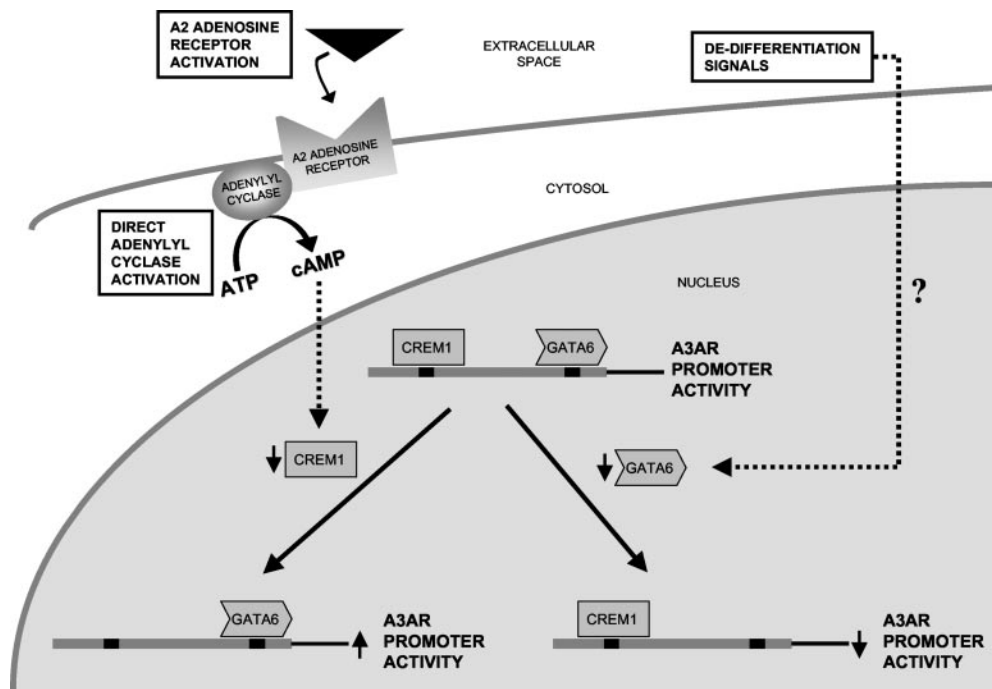 A2 ADENOSINE
RECEPTOR
ACTIVATION
EXTRACELLULAR
SPACE
DE-DIFFERENTIATION
SIGNALS
A2 ADENOSINE
RECEPTOR
ADENYLYL
CYCLASE
CYTOSOL
DIRECT
ADENYLYL
CYCLASE
ACTIVATION
ATP
cAMP
NUCLEUS
?
CREM1
GATA6
A3AR
PROMOTER
ACTIVITY
CREM1
GATA6
GATA6
A3AR
PROMOTER
ACTIVITY
CREM1
A3AR
PROMOTER
ACTIVITY